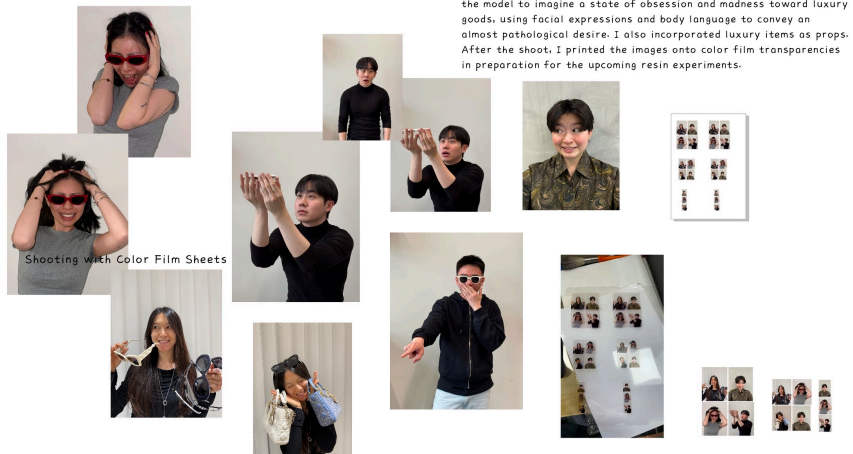 the model to imagine a state of obsession and madness toward luxury
goods, using facial expressions and body language to convey an
almost pathological desire. I also incorporated luxury items as props.
After the shoot, I printed the images onto color film transparencies
in preparation for the upcoming resin experiments.
Shooting with Color Film Sheets